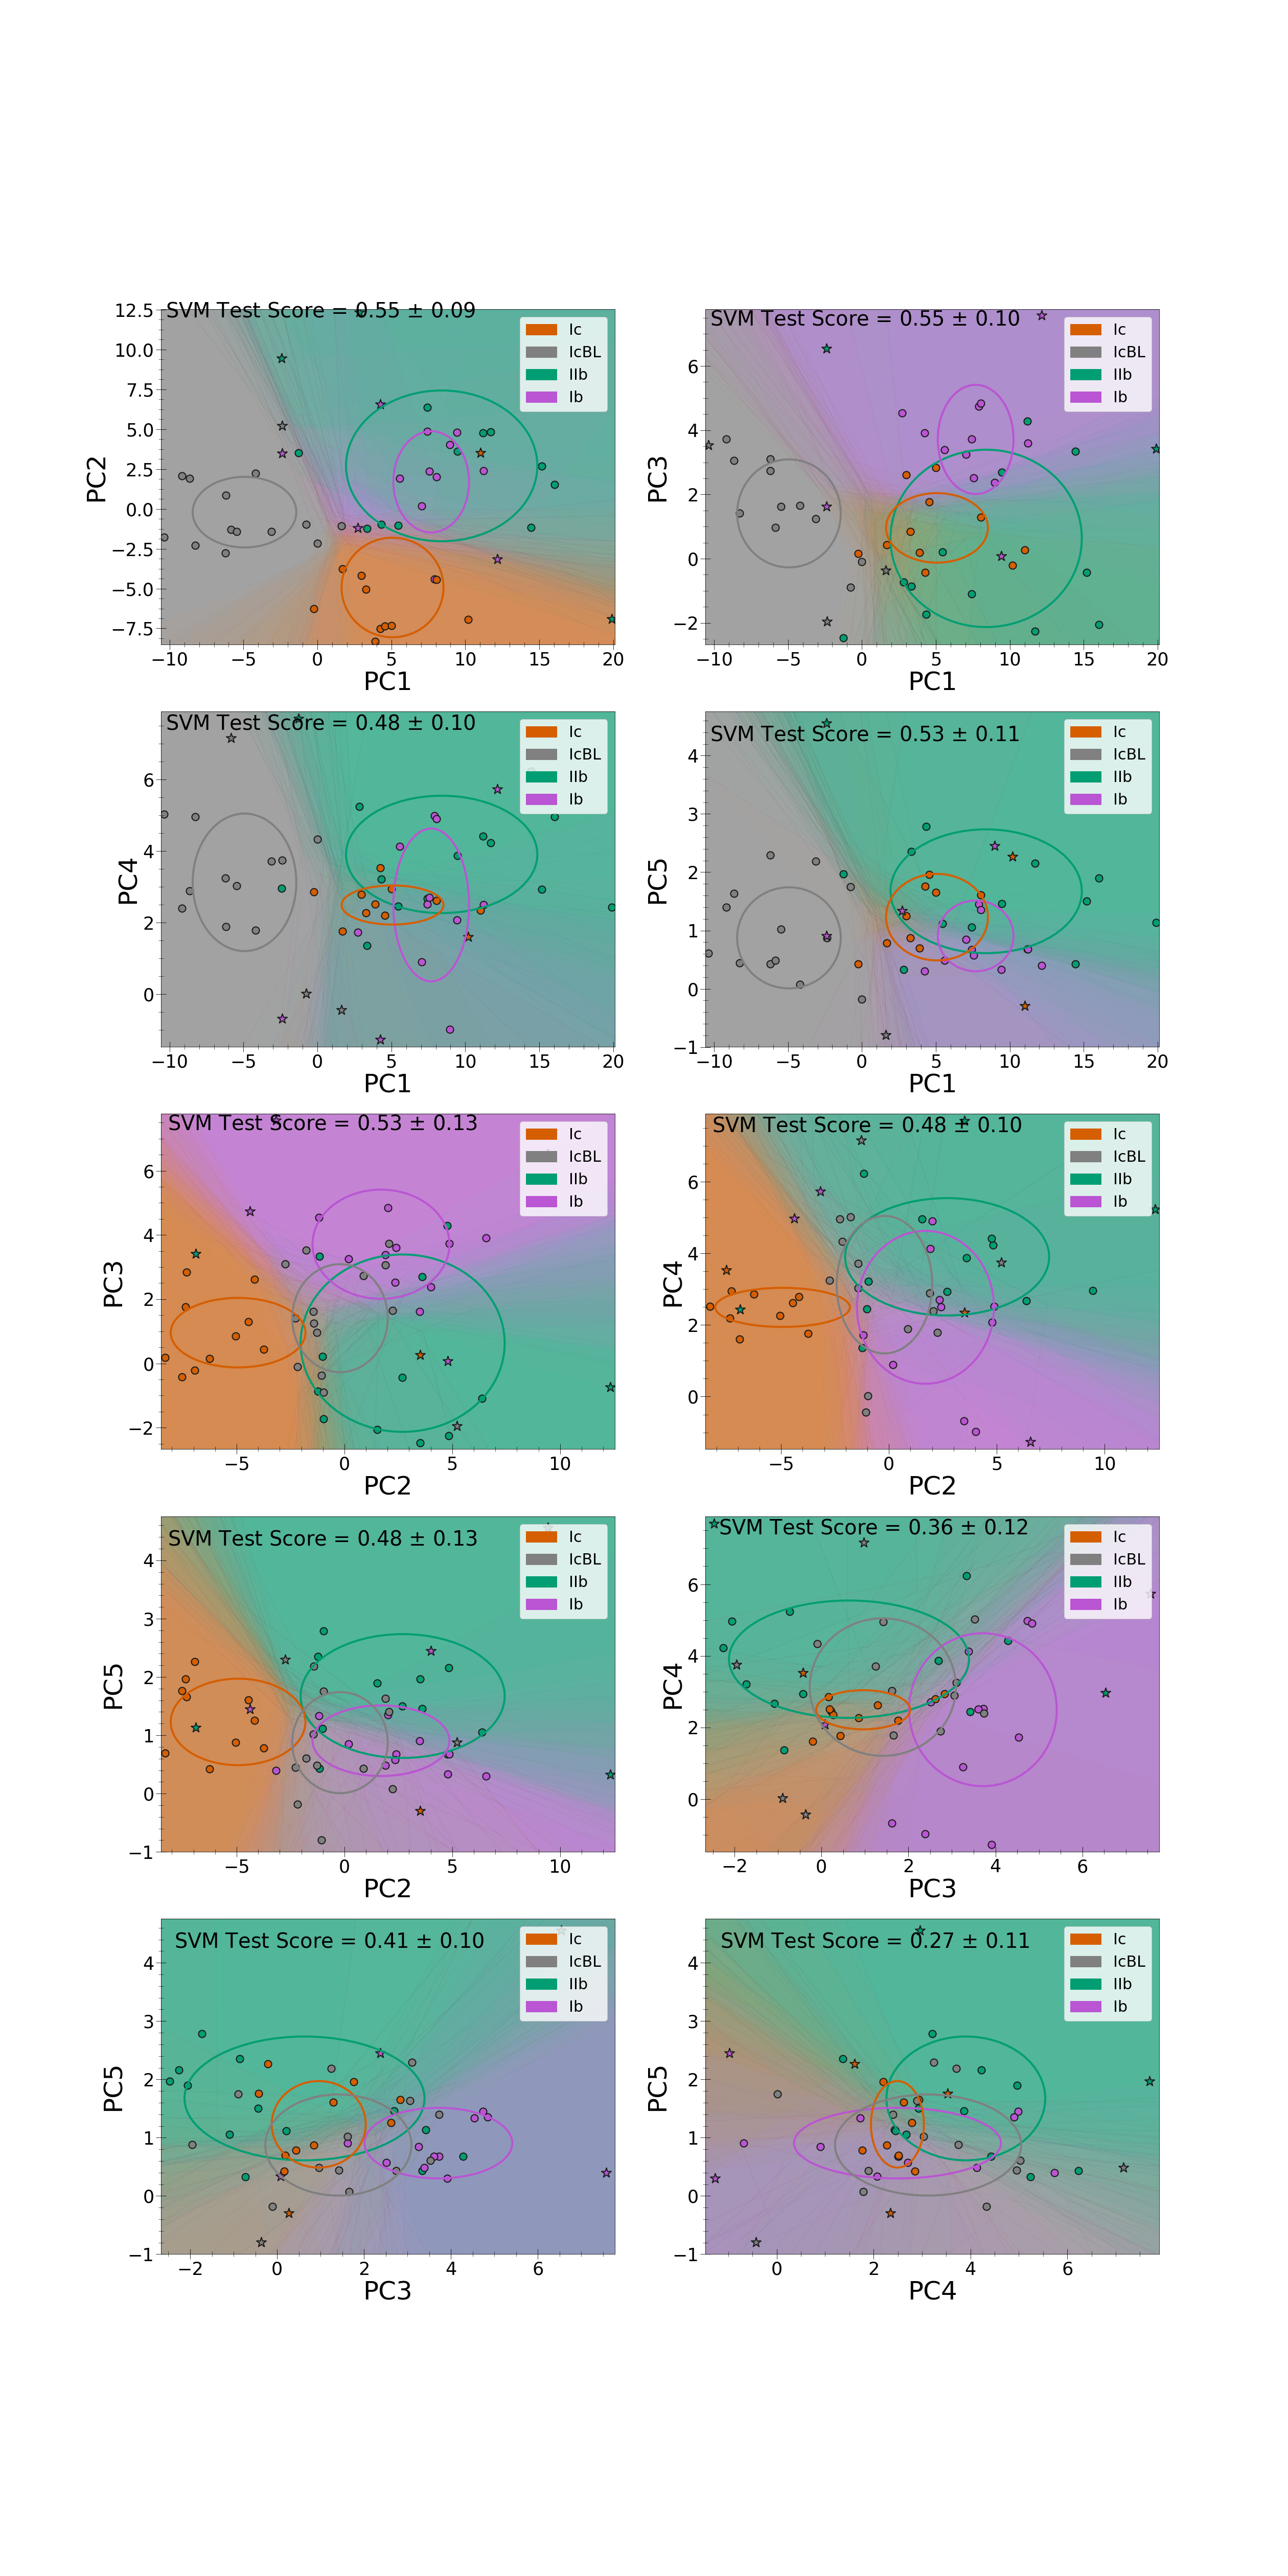 SVM Test Score = 0.55 ± 0.09
Ic
IcBL
IIb
Ib
12.5
10.0
7.5
5.0
2.5
0.0
−2.5
−5.0
−7.5
PC2
−10 −5 0 5 10 15 20
PC1
SVM Test Score = 0.55 ± 0.10
Ic
IcBL
IIb
Ib
6
4
2
0
−2
PC3
−10 −5 0 5 10 15 20
PC1
SVM Test Score = 0.48 ± 0.10
Ic
IcBL
IIb
Ib
6
4
2
0
PC4
−10 −5 0 5 10 15 20
PC1
SVM Test Score = 0.53 ± 0.11
Ic
IcBL
IIb
Ib
4
3
2
1
0
−1
PC5
−10 −5 0 5 10 15 20
PC1
SVM Test Score = 0.53 ± 0.13
Ic
IcBL
IIb
Ib
6
4
2
0
−2
PC3
−5 0 5 10
PC2
SVM Test Score = 0.48 ± 0.10
Ic
IcBL
IIb
Ib
6
4
2
0
PC4
−5 0 5 10
PC2
SVM Test Score = 0.48 ± 0.13
Ic
IcBL
IIb
Ib
4
3
2
1
0
−1
PC5
−5 0 5 10
PC2
SVM Test Score = 0.36 ± 0.12
Ic
IcBL
IIb
Ib
6
4
2
0
PC4
−2 0 2 4 6
PC3
SVM Test Score = 0.41 ± 0.10
Ic
IcBL
IIb
Ib
4
3
2
1
0
−1
PC5
−2 0 2 4 6
PC3
SVM Test Score = 0.27 ± 0.11
Ic
IcBL
IIb
Ib
4
3
2
1
0
−1
PC5
0 2 4 6
PC4